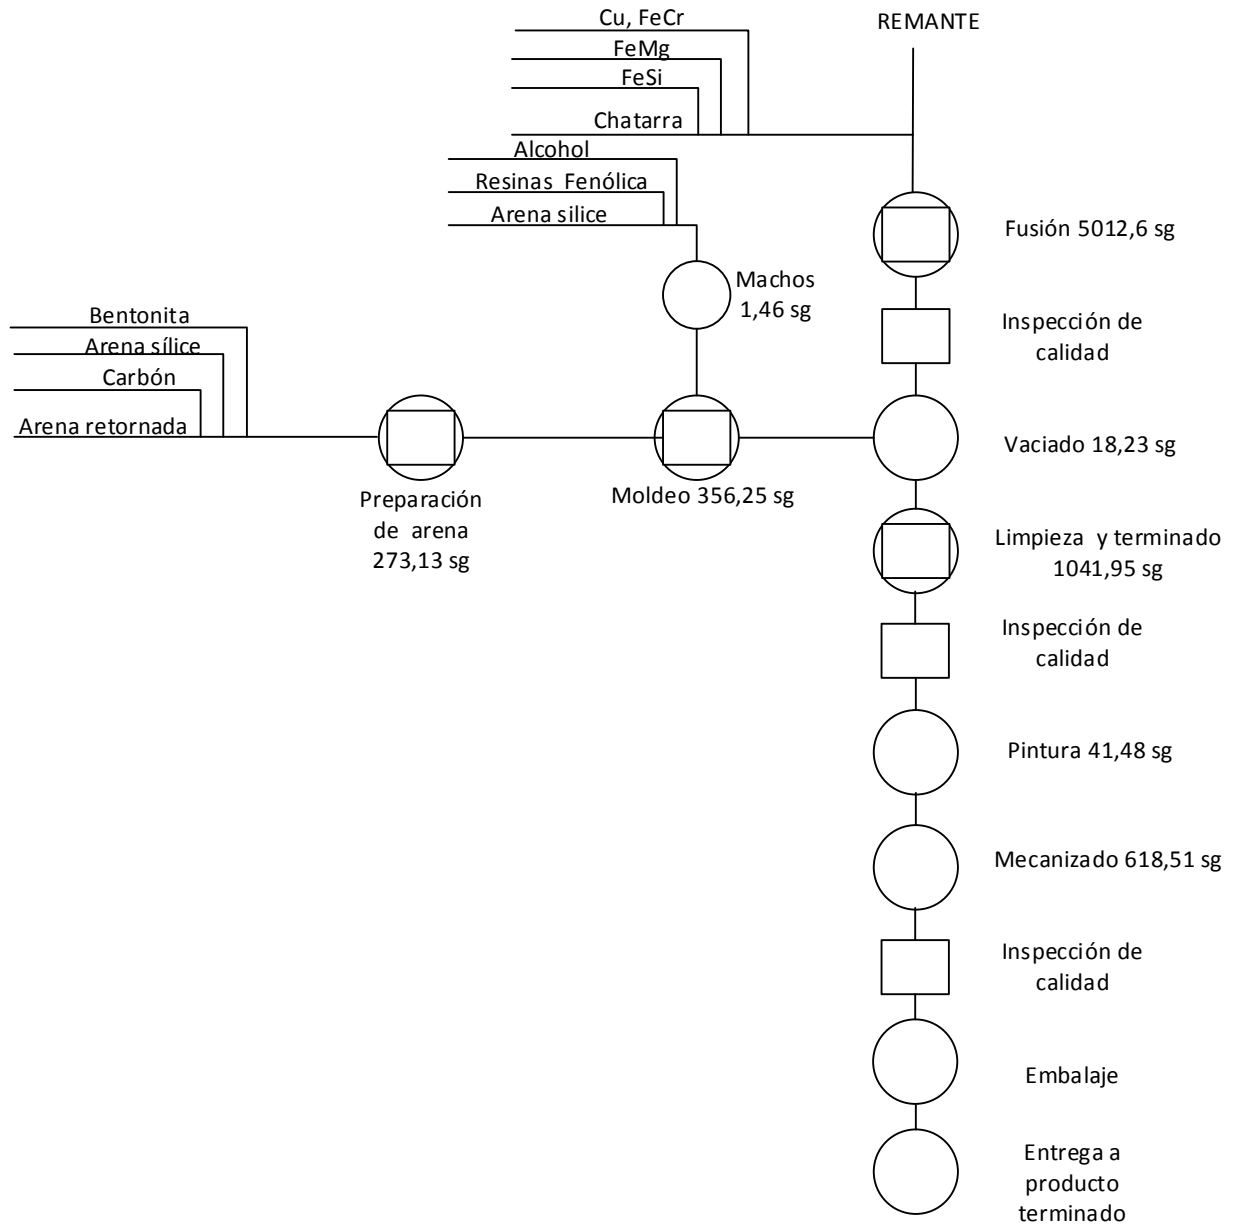 Cu, FeCr
REMANTE
FeMg
FeSi
Chatarra
Alcohol
Resinas Fenólica
Arena silice
Fusión 5012,6 sg
Machos
1,46 sg
Bentonita
Arena sílice
Carbón
Arena retornada
Inspección de
calidad
Preparación
de arena
273,13 sg
Moldeo 356,25 sg
Vaciado 18,23 sg
Limpieza y terminado
1041,95 sg
Inspección de
calidad
Pintura 41,48 sg
Mecanizado 618,51 sg
Inspección de
calidad
Embalaje
Entrega a
producto
terminado